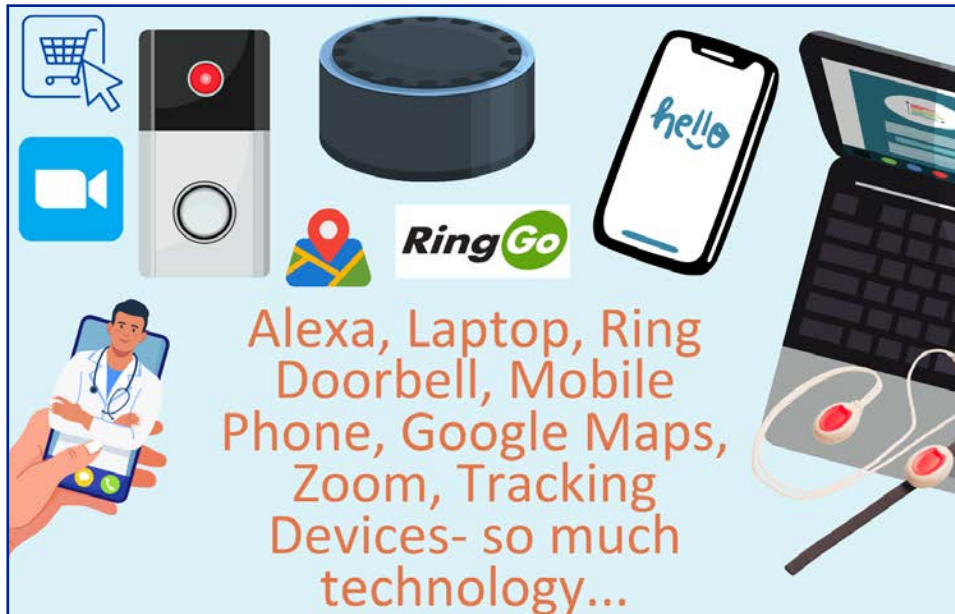 hello
RingGo
Alexa, Laptop, Ring
Doorbell, Mobile
Phone, Google Maps,
Zoom, Tracking
Devices- so much
technology...